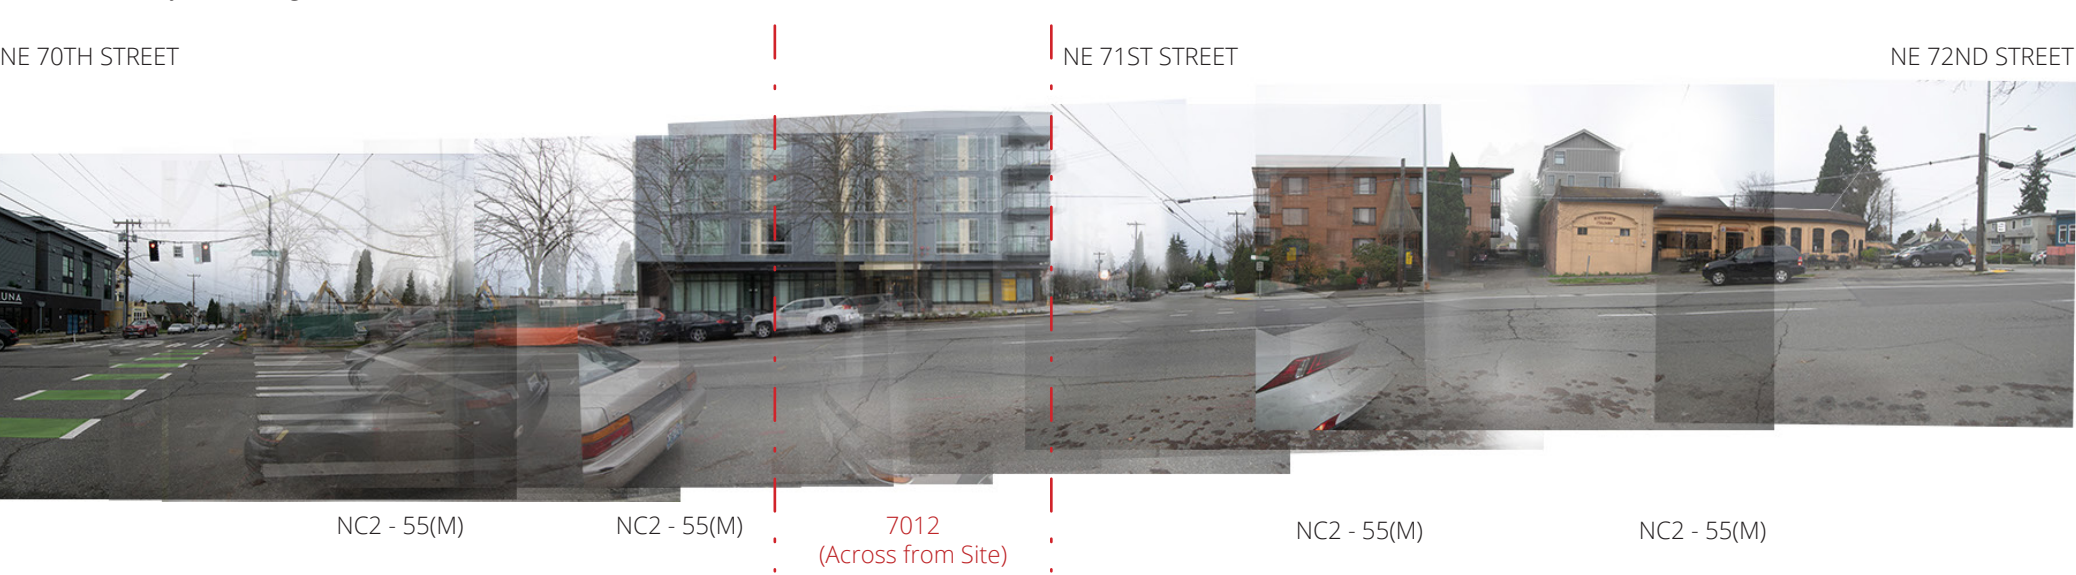 NE 70TH STREET
NE 71ST STREET
NE 72ND STREET
UNA
NC2 - 55(M)
NC2 - 55(M)
7012
(Across from Site)
NC2 - 55(M)
NC2 - 55(M)